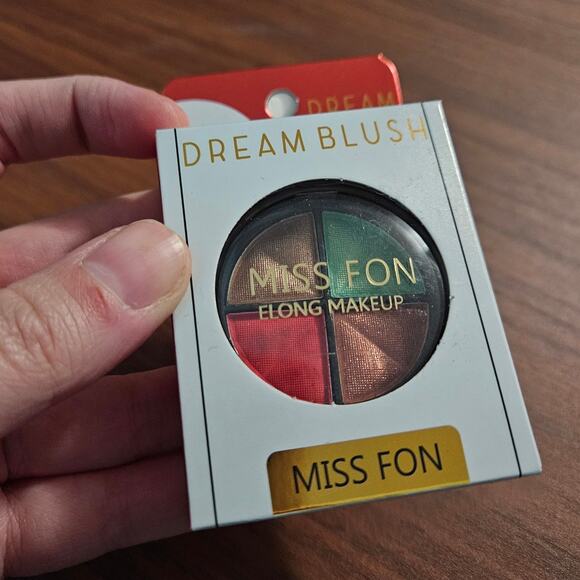 DREAM
DREAM BLUSH
MISS FON
ELONG MAKEUP
MISS FON